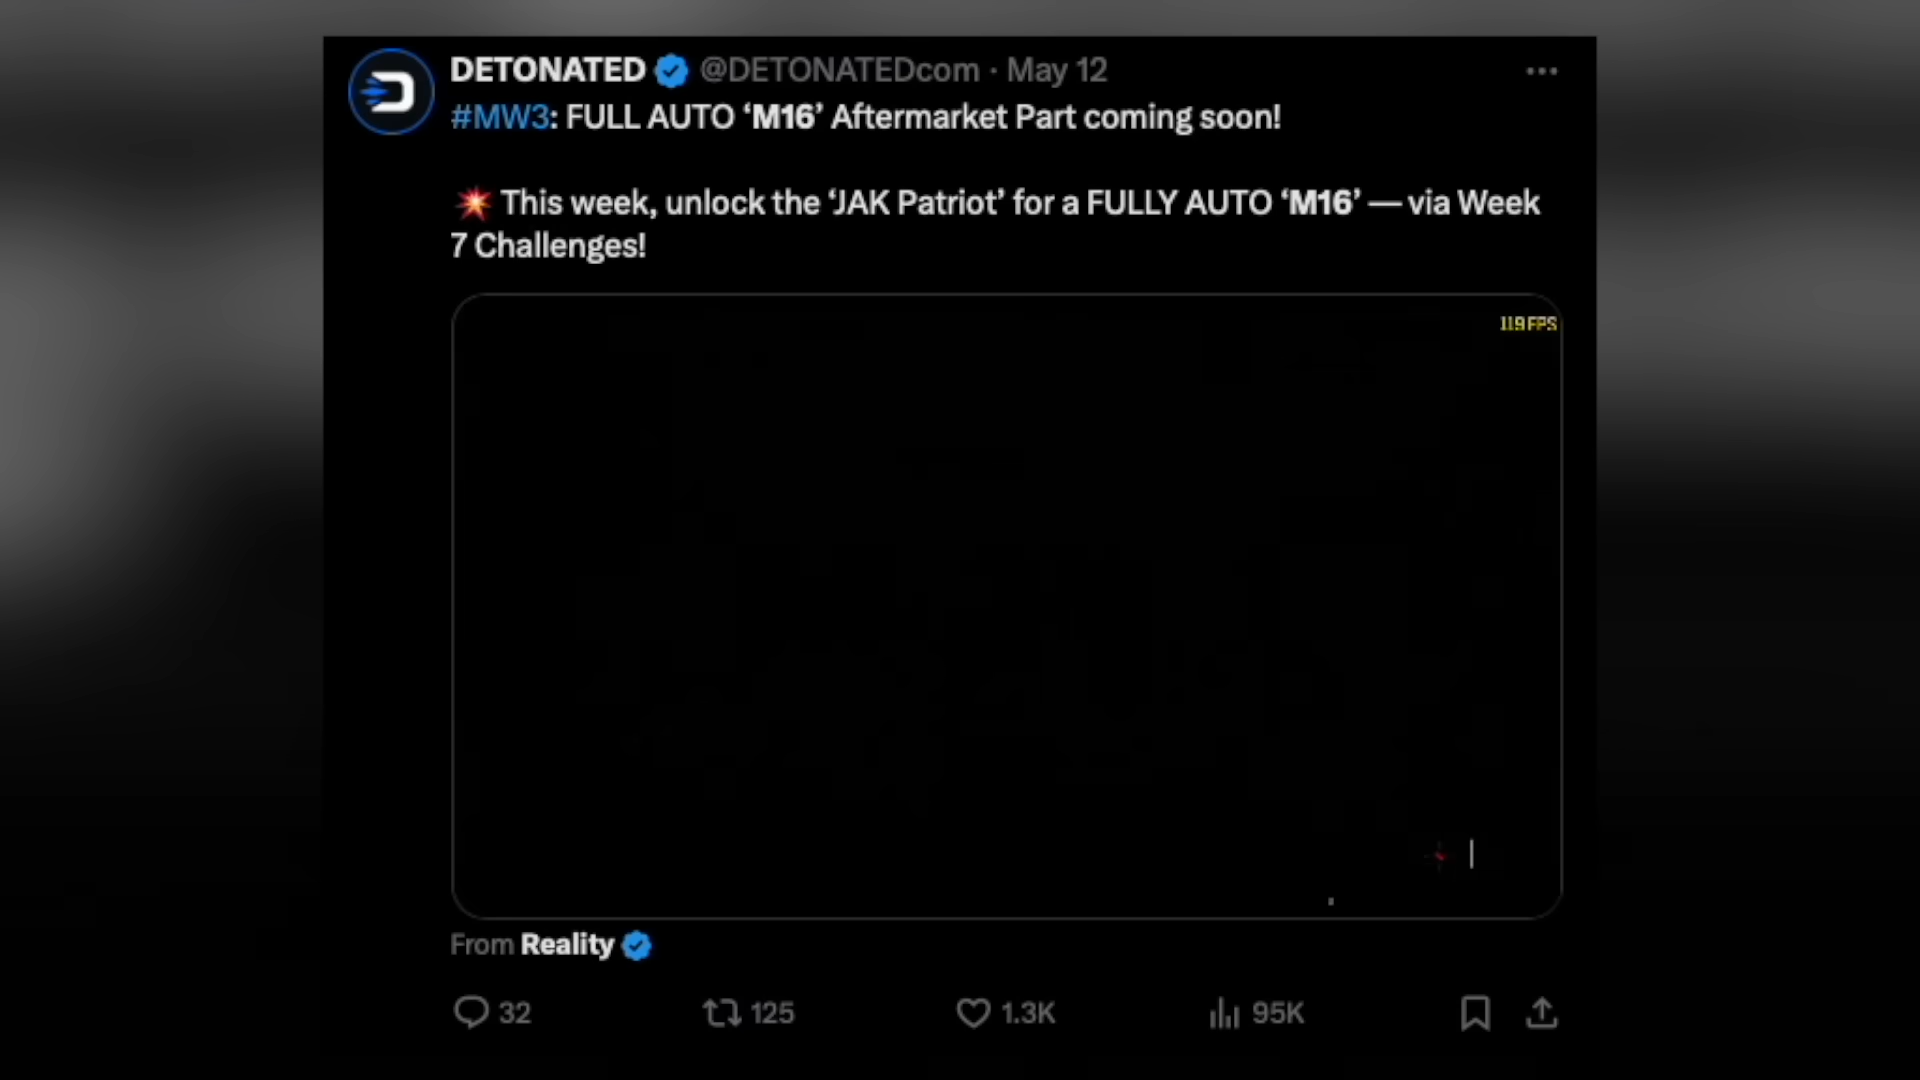 DETONATED @DETONATEDcom · May 12
#MW3: FULL AUTO ‘M16’ Aftermarket Part coming soon!
💥 This week, unlock the ‘JAK Patriot’ for a FULLY AUTO ‘M16’ — via Week
7 Challenges!
119 FPS
From Reality
32 125 1.3K 95K